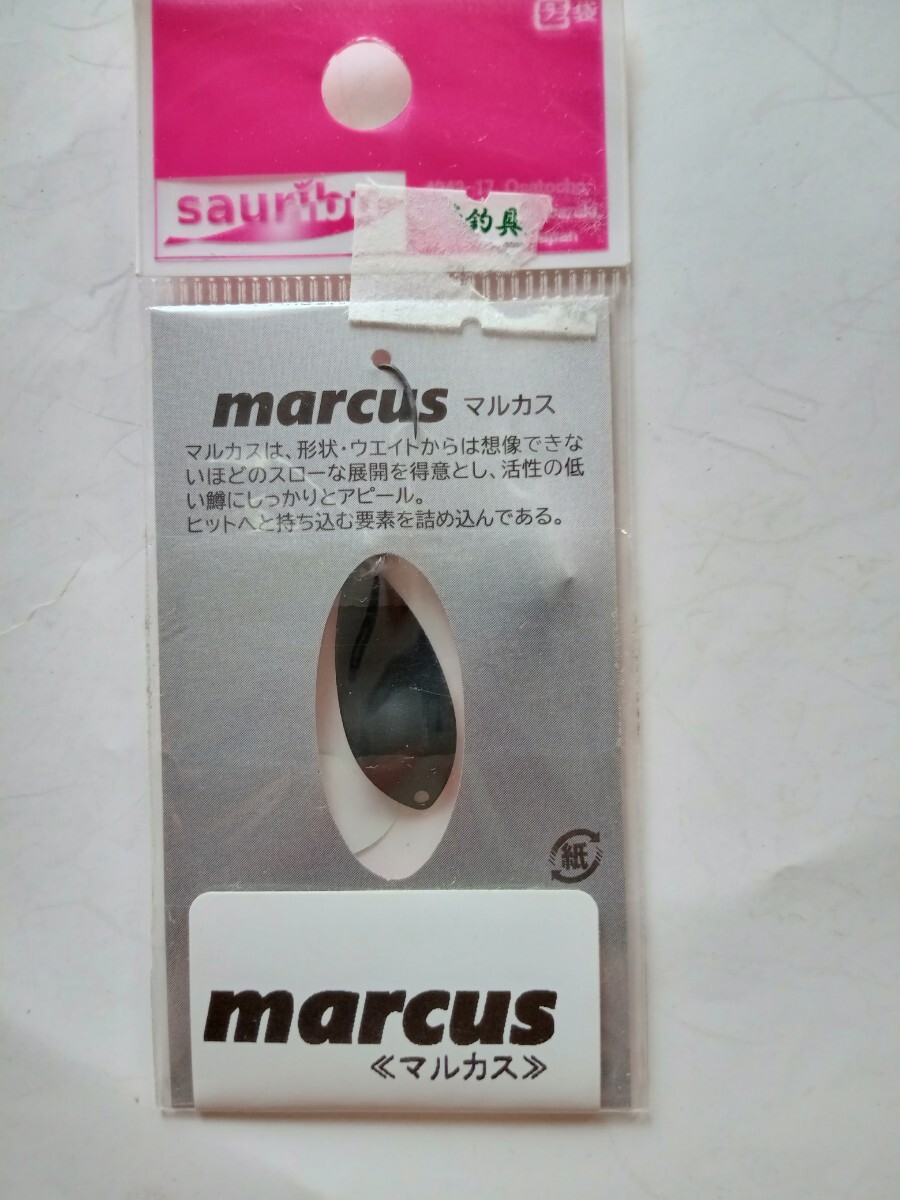 袋
saurib
17, Osatocho,
釣具
marcus マルカス
マルカスは、形状・ウエイトからは想像できな
いほどのスローな展開を得意とし、活性の低
い鱒にしっかりとアピール。
ヒットへと持ち込む要素を詰め込んである。
紙
marcus
≪マルカス≫